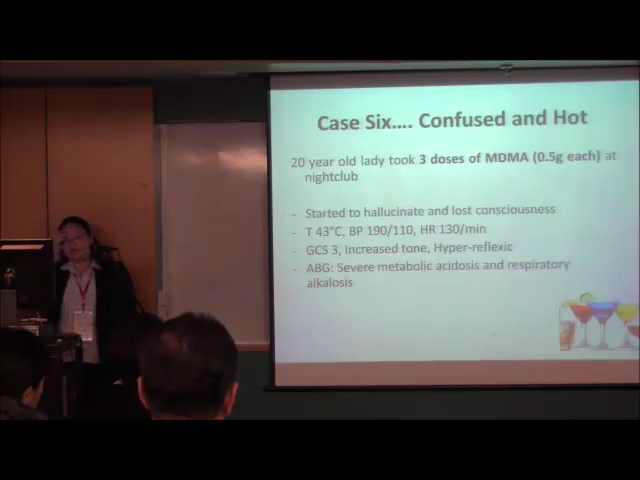 Case Six.... Confused and Hot
20 year old lady took 3 doses of MDMA (0.5g each) at
nightclub
- Started to hallucinate and lost consciousness
- T 43°C, BP 190/110, HR 130/min
- GCS 3, Increased tone, Hyper-reflexic
- ABG: Severe metabolic acidosis and respiratory
alkalosis